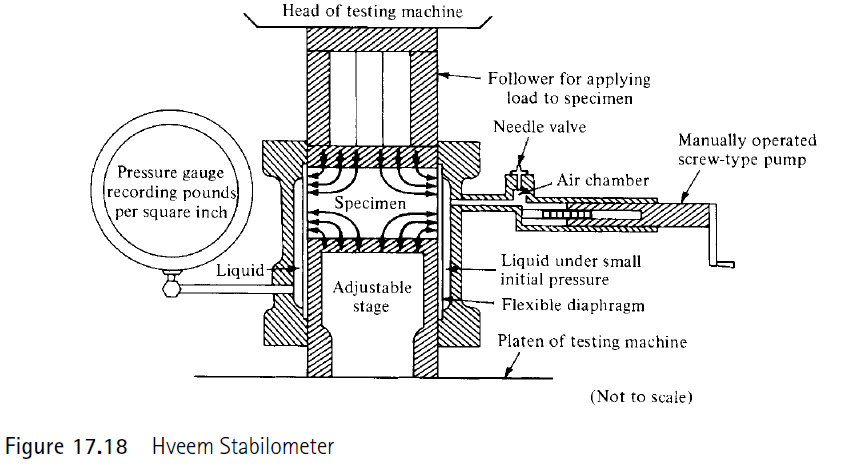 Head of testing machine
Follower for applying
load to specimen
Needle valve
Manually operated
screw-type pump
Air chamber
Pressure gauge
recording pounds
per square inch
Specimen
Liquid
Adjustable
stage
Liquid under small
initial pressure
Flexible diaphragm
Platen of testing machine
(Not to scale)
Figure 17.18 Hveem Stabilometer